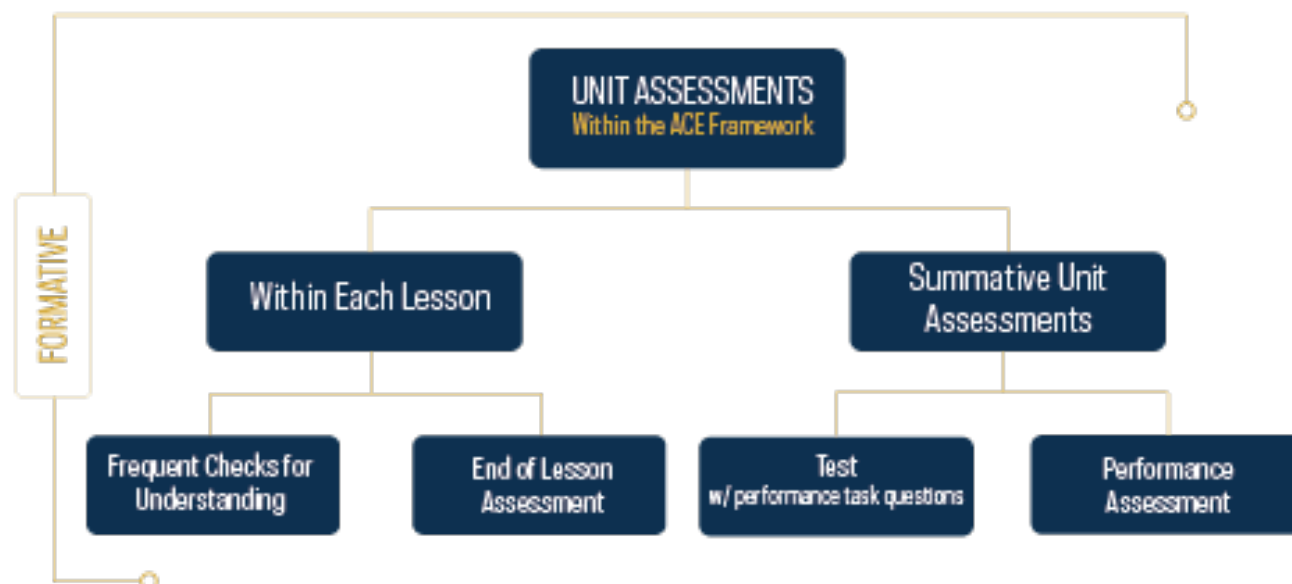 UNIT ASSESSMENTS
Within the ACE Framework
FORMATIVE
Within Each Lesson
Summative Unit
Assessments
Frequent Checks for
Understanding
End of Lesson
Assessment
Test
w/ performance task questions
Performance
Assessment